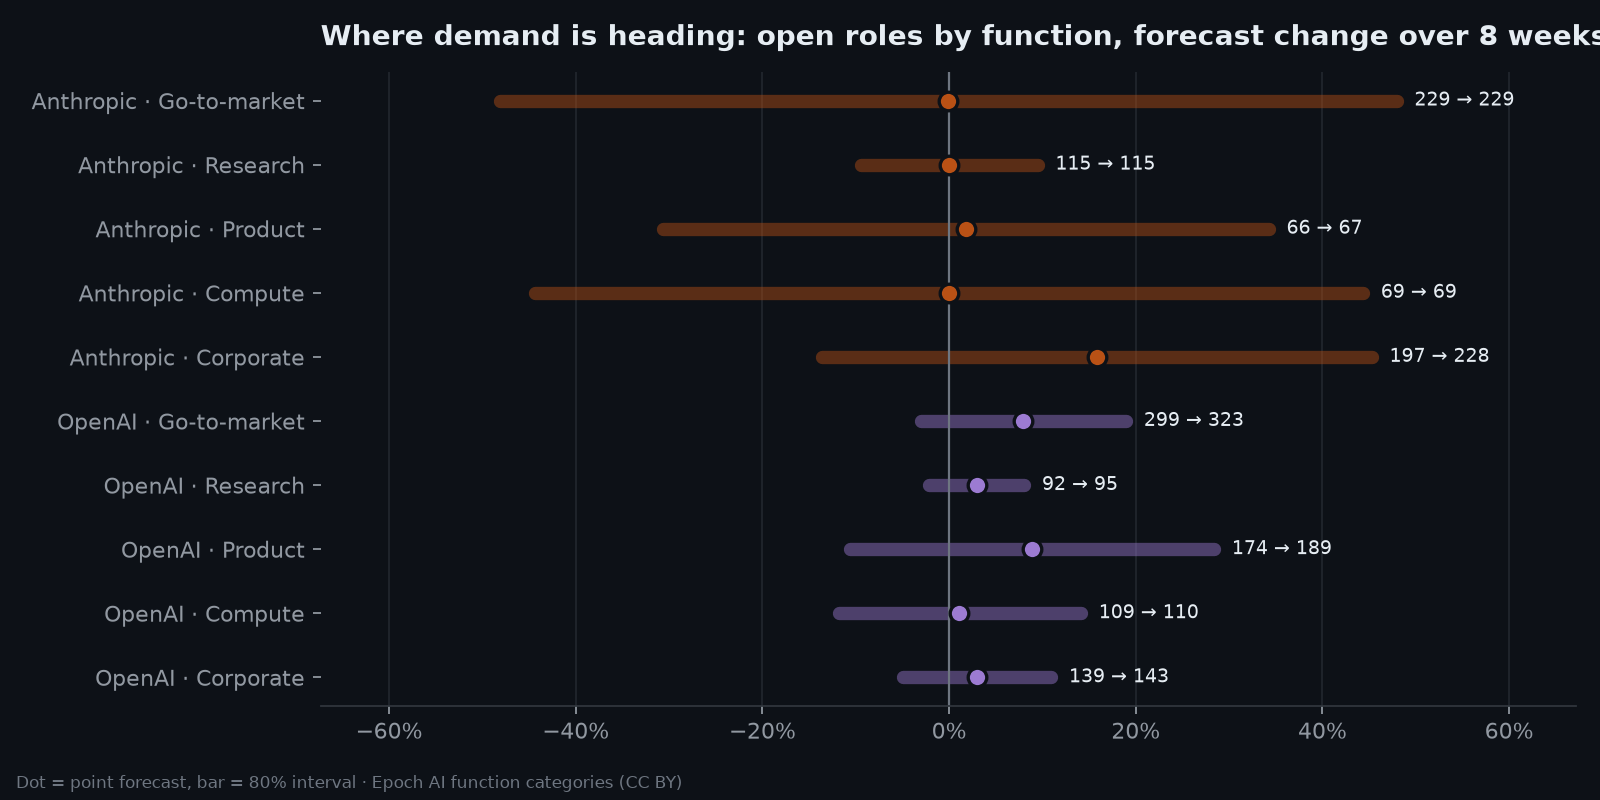 Where demand is heading: open roles by function, forecast change over 8 weeks
Anthropic · Go-to-market
229 → 229
Anthropic · Research
115 → 115
Anthropic · Product
66 → 67
Anthropic · Compute
69 → 69
Anthropic · Corporate
197 → 228
OpenAI · Go-to-market
299 → 323
OpenAI · Research
92 → 95
OpenAI · Product
174 → 189
OpenAI · Compute
109 → 110
OpenAI · Corporate
139 → 143
−60% −40% −20% 0% 20% 40% 60%
Dot = point forecast, bar = 80% interval · Epoch AI function categories (CC BY)